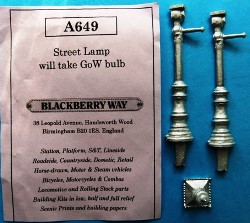 A649
Street Lamp
will take GoW bulb
BLACKBERRY WAY
36 Leopold Avenue, Handsworth Wood
Birmingham B20 1ES. England
Station, Platform, S&T, Lineside
Roadside, Countryside, Domestic, Retail
Horse-drawn, Motor & Steam vehicles
Bicycles, Motorcycles & Combos
Locomotive and Rolling Stock parts
Building Kits in low, half and full relief
Scenic Prints and building papers